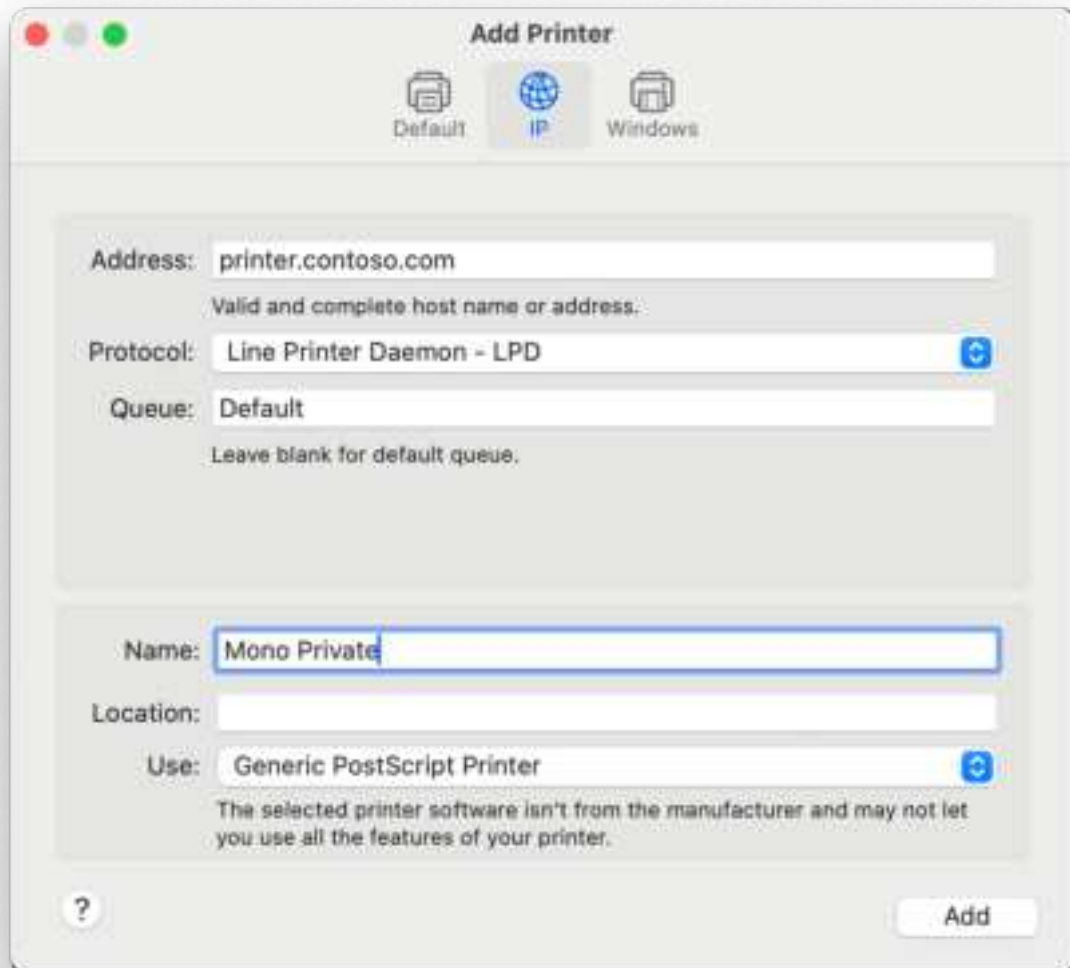 Add Printer
Default IP Windows
Address: printer.contoso.com
Valid and complete host name or address.
Protocol: Line Printer Daemon - LPD
Queue: Default
Leave blank for default queue.
Name: Mono Private
Location:
Use: Generic PostScript Printer
The selected printer software isn't from the manufacturer and may not let
you use all the features of your printer.
? Add